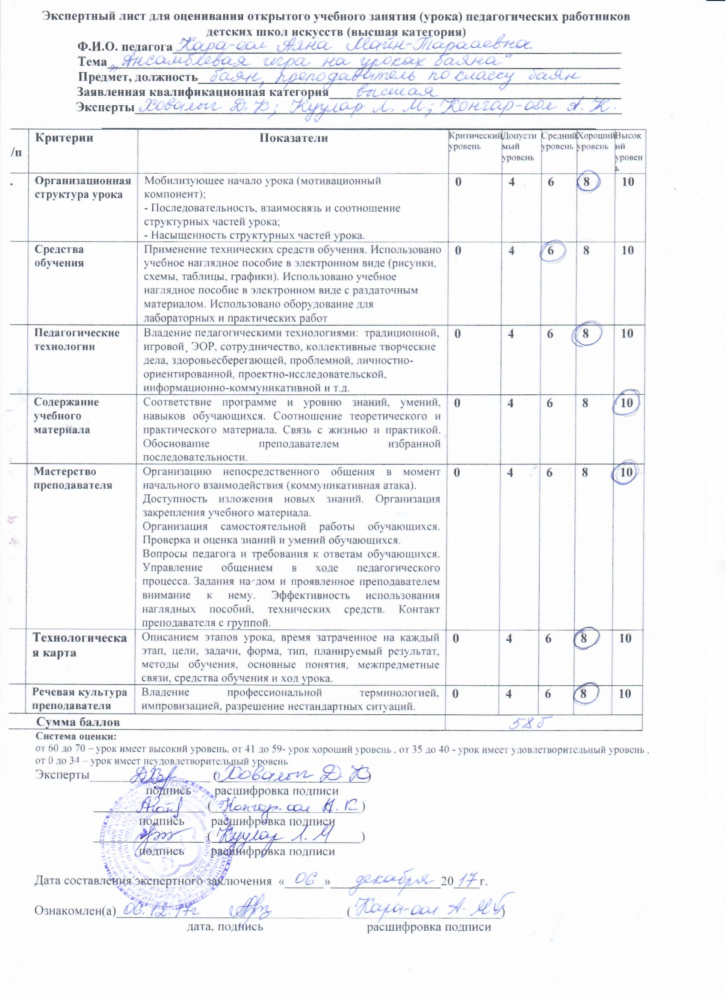 Экспертный лист для оценивания открытого учебного занятия (урока) педагогических работников
детских школ искусств (высшая категория)
Ф.И.О. педагога Кара-оол Аяна Майн-Тарааевна
Тема „Ансамблевая игра на уроках баяна“
Предмет, должность баян, преподаватель по классу баян
Заявленная квалификационная категория высшая
Эксперты Ховалыг Д. К; Куулар Л. М; Конгар-оол А. К.
/п Критерии Показатели Критический уровень Допусти мый уровень Средний уровень Хороший уровень Высок ий уровен ь
. Организационная структура урока Мобилизующее начало урока (мотивационный 0 4 6 8 10
компонент);
- Последовательность, взаимосвязь и соотношение
структурных частей урока;
- Насыщенность структурных частей урока.
Средства обучения Применение технических средств обучения. Использовано 0 4 6 8 10
учебное наглядное пособие в электронном виде (рисунки,
схемы, таблицы, графики). Использовано учебное
наглядное пособие в электронном виде с раздаточным
материалом. Использовано оборудование для
лабораторных и практических работ
Педагогические технологии Владение педагогическими технологиями: традиционной, 0 4 6 8 10
игровой, ЭОР, сотрудничество, коллективные творческие
дела, здоровьесберегающей, проблемной, личностно-
ориентированной, проектно-исследовательской,
информационно-коммуникативной и т.д.
Содержание учебного материала Соответствие программе и уровню знаний, умений, 0 4 6 8 10
навыков обучающихся. Соотношение теоретического и
практического материала. Связь с жизнью и практикой.
Обоснование преподавателем избранной
последовательности.
Мастерство преподавателя Организацию непосредственного общения в момент 0 4 6 8 10
начального взаимодействия (коммуникативная атака).
Доступность изложения новых знаний. Организация
закрепления учебного материала.
Организация самостоятельной работы обучающихся.
Проверка и оценка знаний и умений обучающихся.
Вопросы педагога и требования к ответам обучающихся.
Управление общением в ходе педагогического
процесса. Задания на дом и проявленное преподавателем
внимание к нему. Эффективность использования
наглядных пособий, технических средств. Контакт
преподавателя с группой.
Технологическа я карта Описанием этапов урока, время затраченное на каждый 0 4 6 8 10
этап, цели, задачи, форма, тип, планируемый результат,
методы обучения, основные понятия, межпредметные
связи, средства обучения и ход урока.
Речевая культура преподавателя Владение профессиональной терминологией, 0 4 6 8 10
импровизацией, разрешение нестандартных ситуаций.
Сумма баллов 58 б
Система оценки:
от 60 до 70 – урок имеет высокий уровень, от 41 до 59- урок хороший уровень , от 35 до 40 - урок имеет удовлетворительный уровень ,
от 0 до 34 – урок имеет неудовлетворительный уровень
Эксперты (Ховалыг Д. К)
подпись расшифровка подписи
(Конгар-оол А. К)
подпись расшифровка подписи
(Куулар Л. М)
подпись расшифровка подписи
Дата составления экспертного заключения «06» декабря 2017г.
Ознакомлен(а) 06.12.17г (Кара-оол А. М-Т)
дата, подпись расшифровка подписи